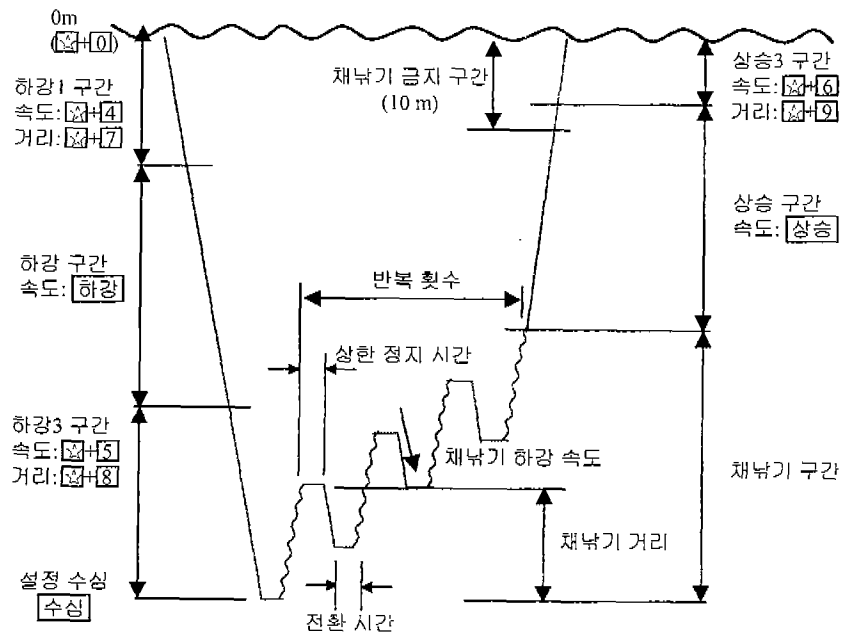 0m
(☆+0)
하강1 구간
속도: ☆+4
거리: ☆+7
하강 구간
속도: 하강
하강3 구간
속도: ☆+5
거리: ☆+8
설정 수심
수심
채낚기 금지 구간
(10 m)
반복 횟수
상한 정지 시간
채낚기 하강 속도
채낚기 거리
전환 시간
상승3 구간
속도: ☆+6
거리: ☆+9
상승 구간
속도: 상승
채낚기 구간